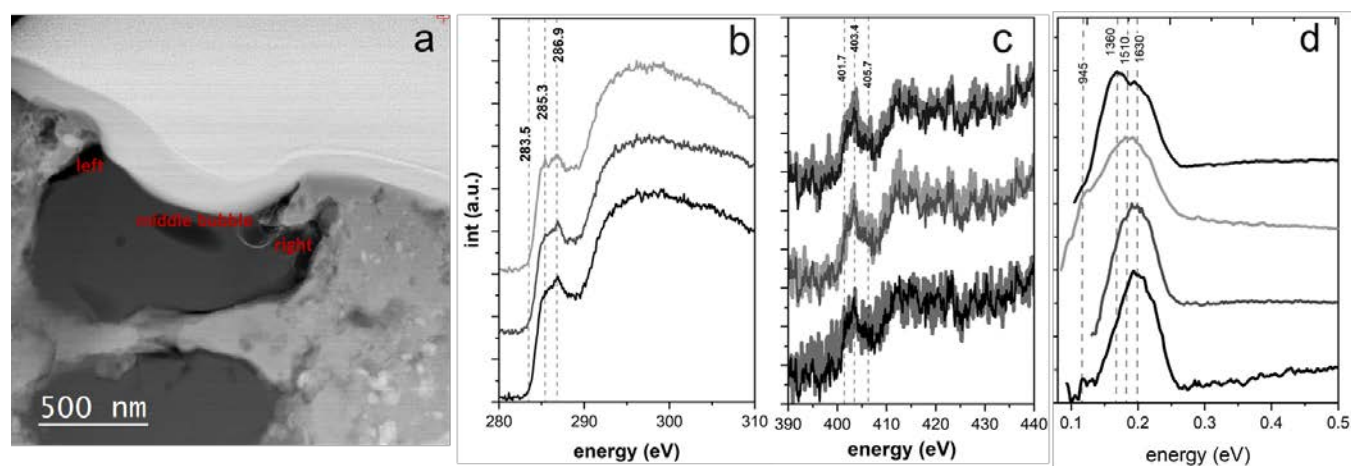 a
left
middle bubble
right
500 nm
b
283.5
285.3
286.9
int (a.u.)
280
290
300
310
energy (eV)
c
401.7
403.4
405.7
390
400
410
420
430
440
energy (eV)
d
945
1360
1510
1630
0.1
0.2
0.3
0.4
0.5
energy (eV)